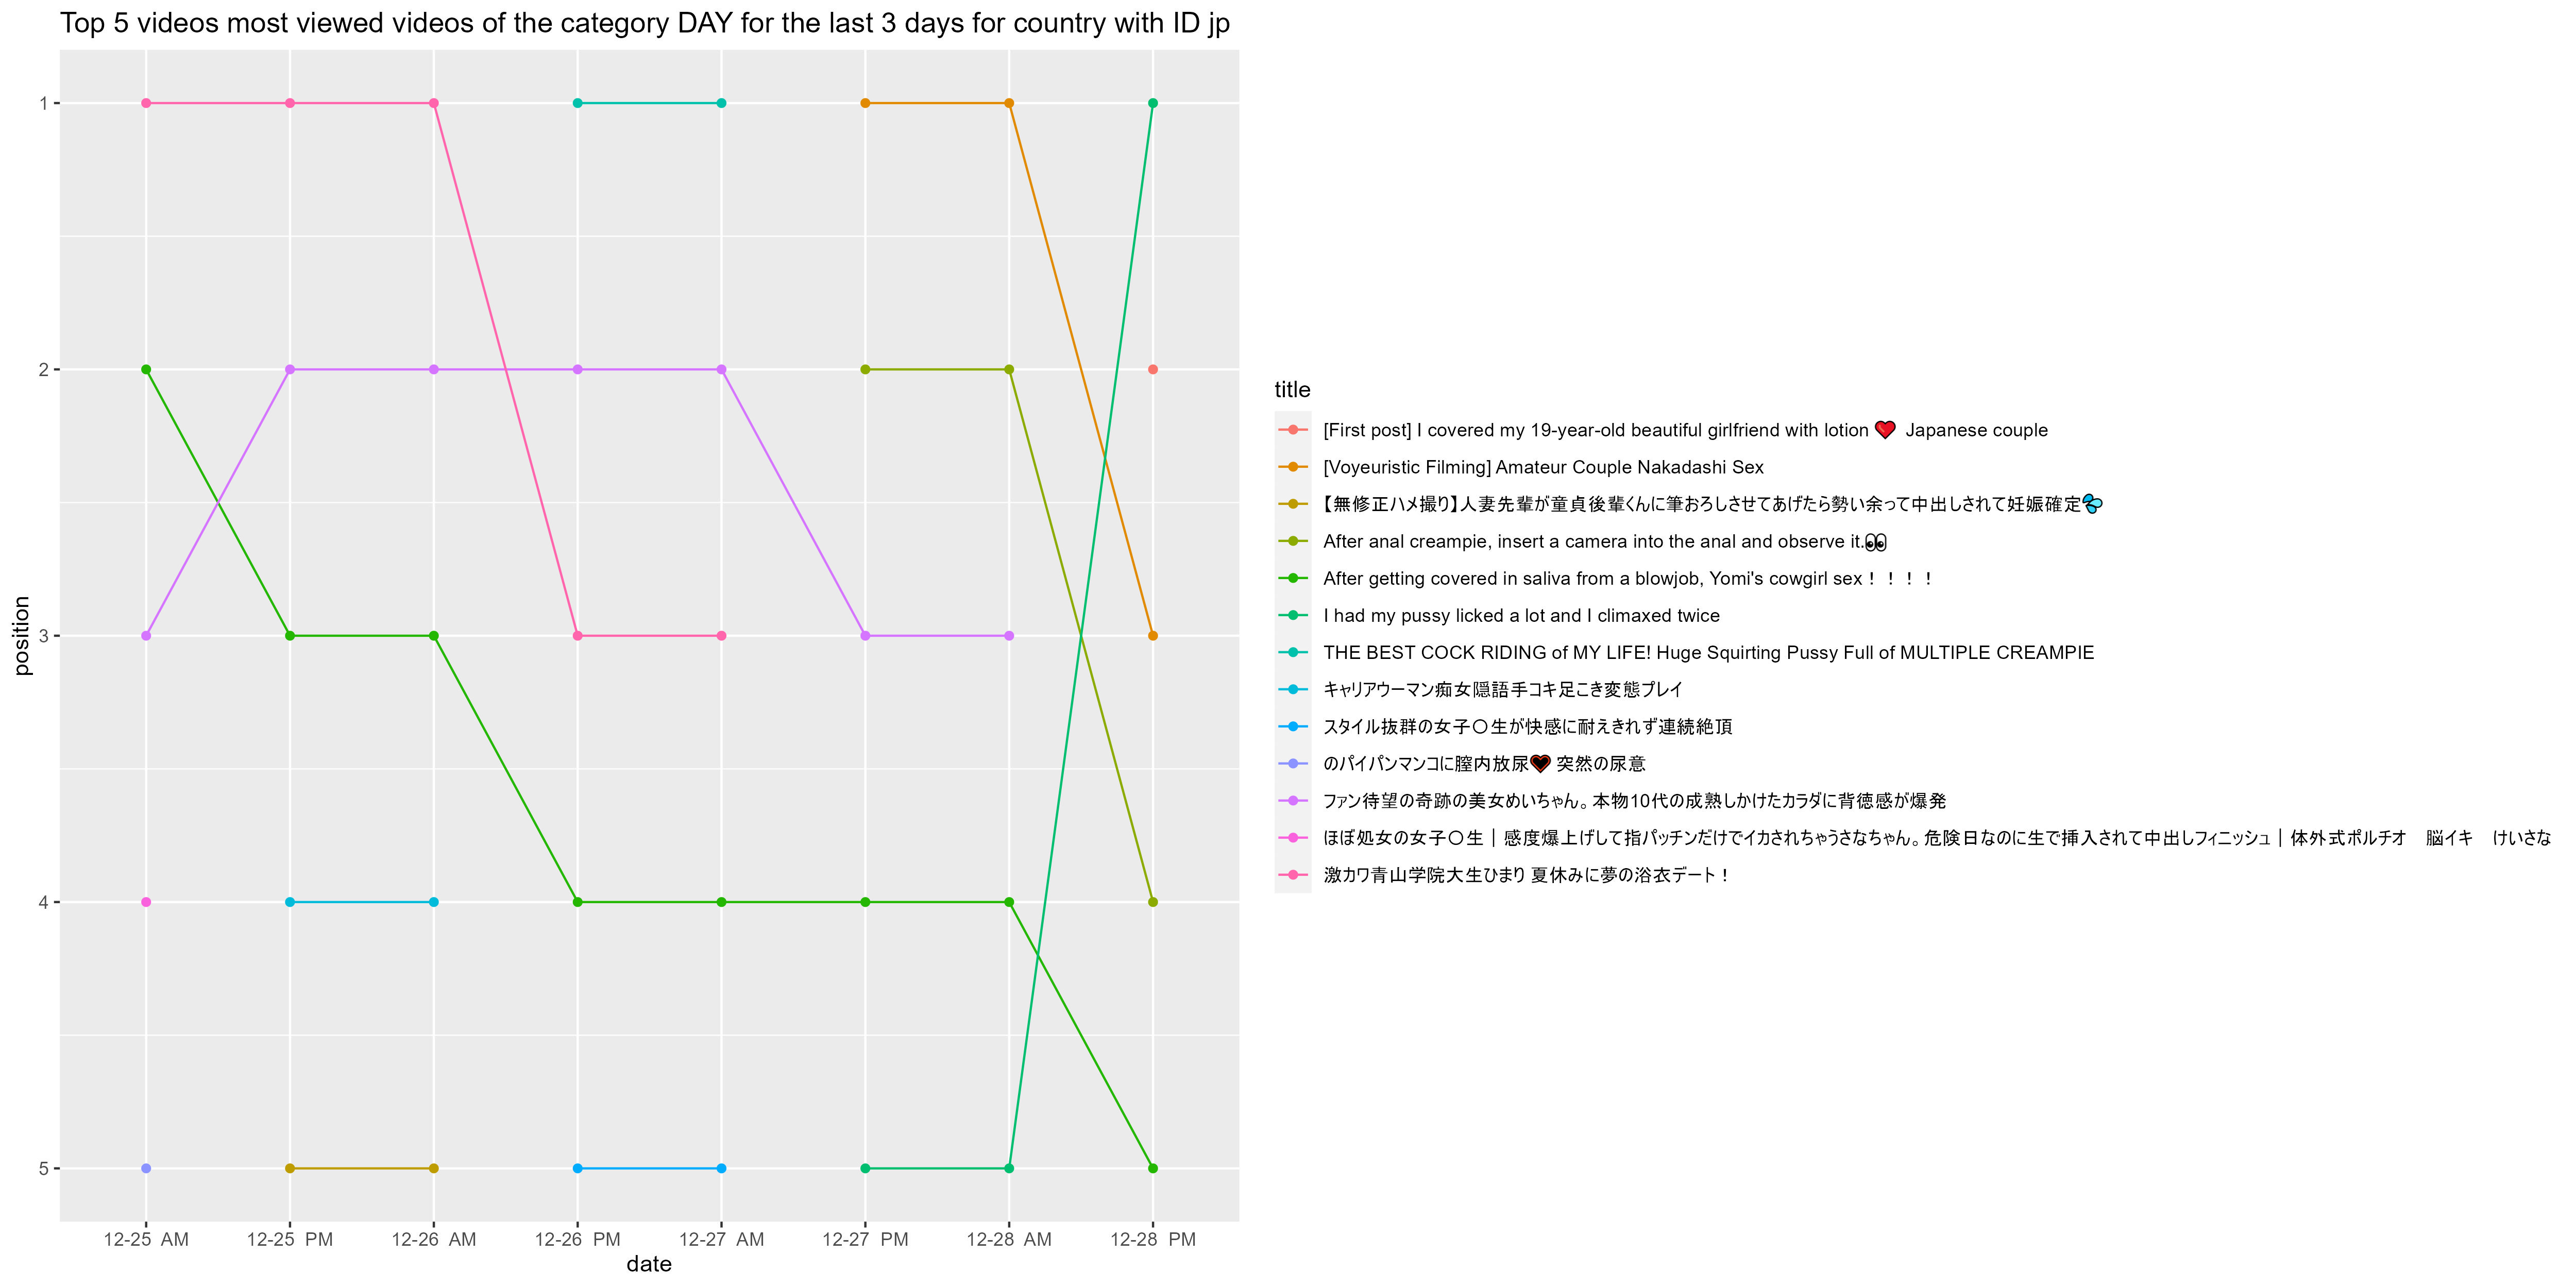 Top 5 videos most viewed videos of the category DAY for the last 3 days for country with ID jp
position
1
2
3
4
5
12-25 AM
12-25 PM
12-26 AM
12-26 PM
12-27 AM
12-27 PM
12-28 AM
12-28 PM
date
title
[First post] I covered my 19-year-old beautiful girlfriend with lotion ❤️ Japanese couple
[Voyeuristic Filming] Amateur Couple Nakadashi Sex
【無修正ハメ撮り】人妻先輩が童貞後輩くんに筆おろしさせてあげたら勢い余って中出しされて妊娠確定💦
After anal creampie, insert a camera into the anal and observe it.👀
After getting covered in saliva from a blowjob, Yomi's cowgirl sex！！！！
I had my pussy licked a lot and I climaxed twice
THE BEST COCK RIDING of MY LIFE! Huge Squirting Pussy Full of MULTIPLE CREAMPIE
キャリアウーマン痴女隠語手コキ足こき変態プレイ
スタイル抜群の女子〇生が快感に耐えきれず連続絶頂
のパイパンマンコに膣内放尿♥ 突然の尿意
ファン待望の奇跡の美女めいちゃん。本物10代の成熟しかけたカラダに背徳感が爆発
ほぼ処女の女子〇生｜感度爆上げして指パッチンだけでイカされちゃうさなちゃん。危険日なのに生で挿入されて中出しフィニッシュ｜体外式ポルチオ　脳イキ　けいさな
激カワ青山学院大生ひまり 夏休みに夢の浴衣デート！